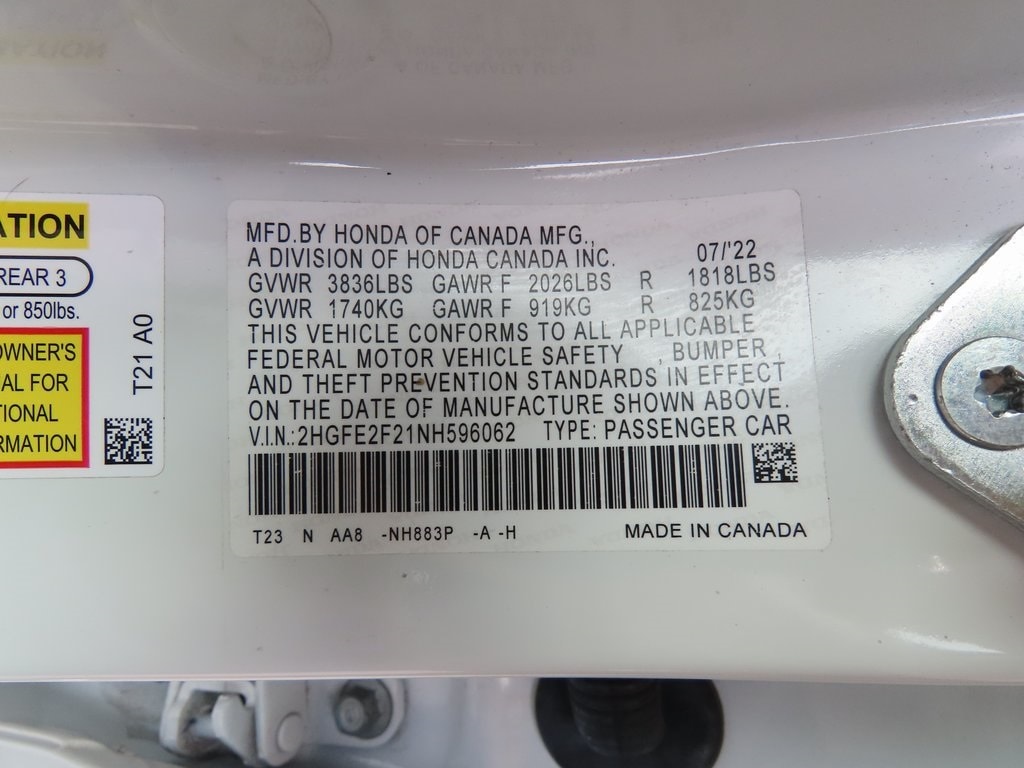 ATION
REAR 3
or 850lbs.
OWNER'S
AL FOR
TIONAL
RMATION
T21 A0
MFD.BY HONDA OF CANADA MFG.,
A DIVISION OF HONDA CANADA INC. 07/'22
GVWR 3836LBS GAWR F 2026LBS R 1818LBS
GVWR 1740KG GAWR F 919KG R 825KG
THIS VEHICLE CONFORMS TO ALL APPLICABLE
FEDERAL MOTOR VEHICLE SAFETY , BUMPER ,
AND THEFT PREVENTION STANDARDS IN EFFECT
ON THE DATE OF MANUFACTURE SHOWN ABOVE.
V.I.N.:2HGFE2F21NH596062 TYPE: PASSENGER CAR
T23 N AA8 -NH883P -A -H MADE IN CANADA